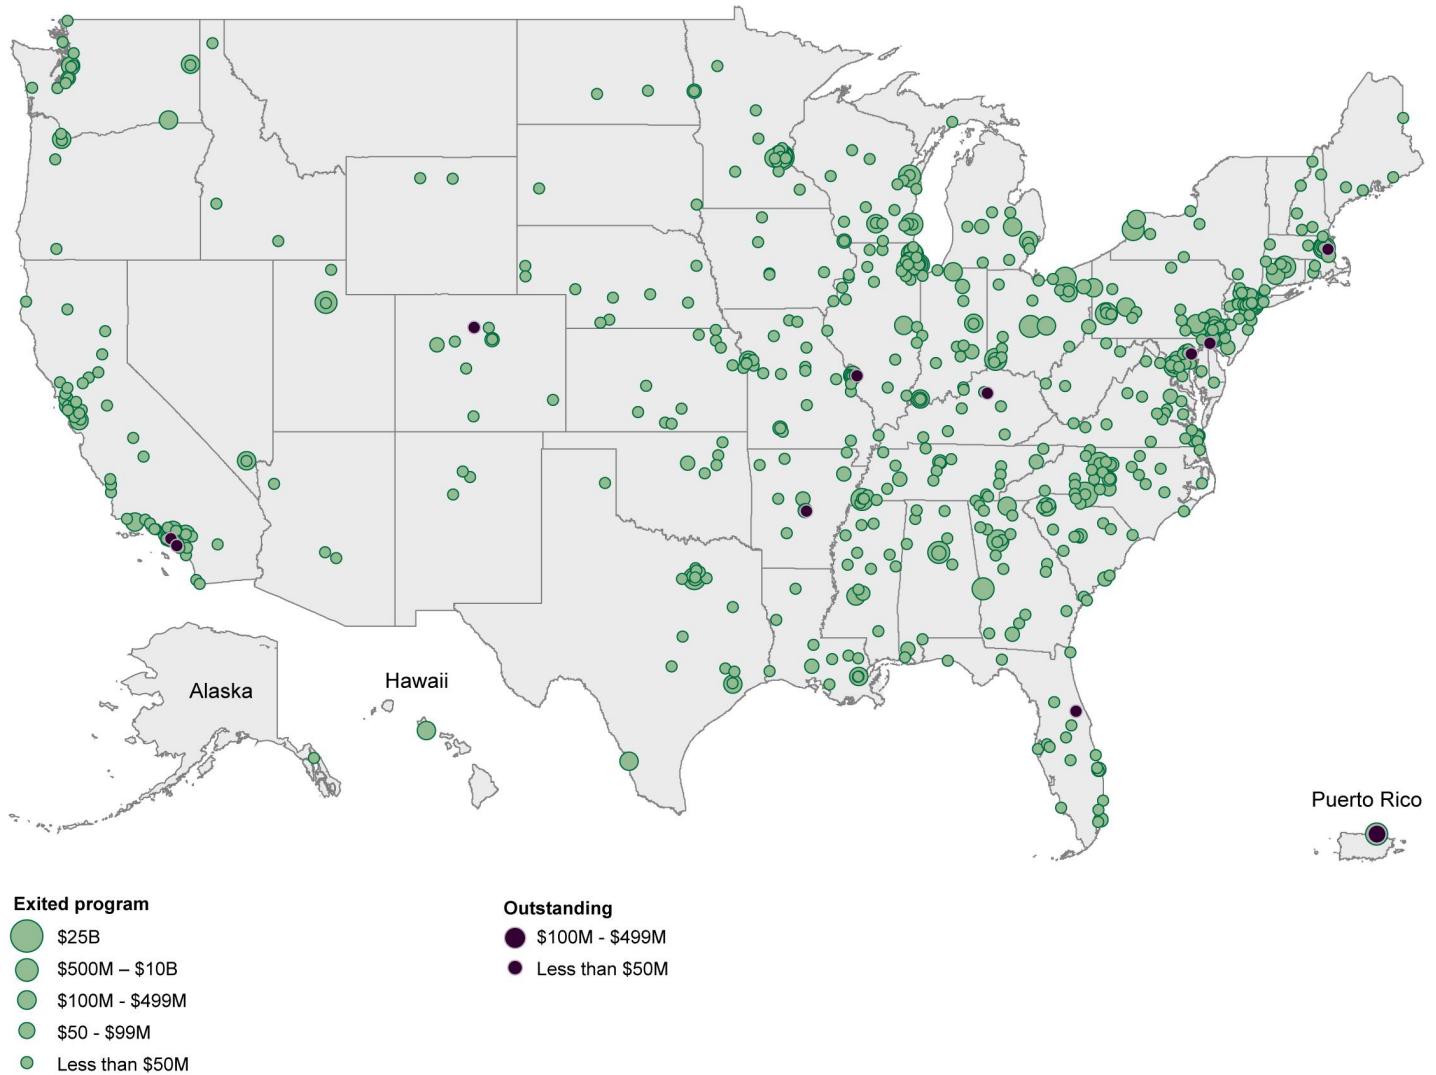 Alaska
Hawaii
Puerto Rico
Exited program
$25B
$500M – $10B
$100M - $499M
$50 - $99M
Less than $50M
Outstanding
$100M - $499M
Less than $50M